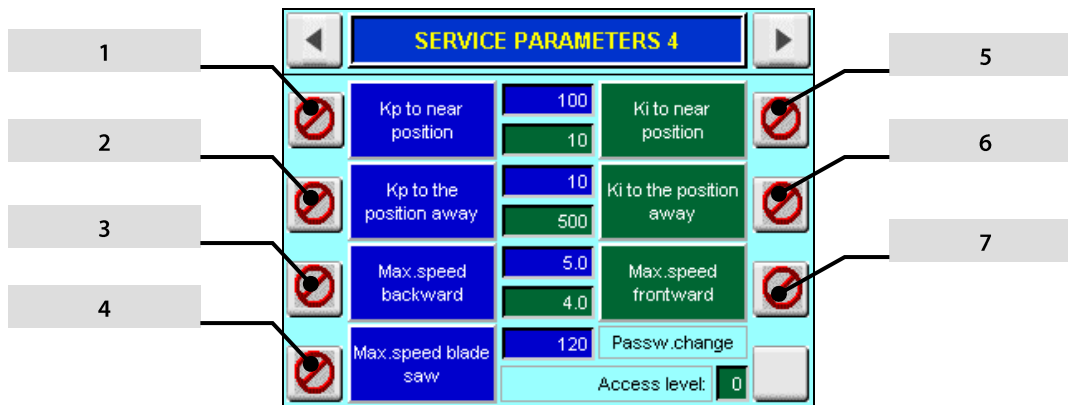 SERVICE PARAMETERS 4
1
2
3
4
Kp to near
position
100
10
Ki to near
position
Kp to the
position away
10
500
Ki to the position
away
Max.speed
backward
5.0
4.0
Max.speed
frontward
Max.speed blade
saw
120
Passw.change
Access level: 0
5
6
7